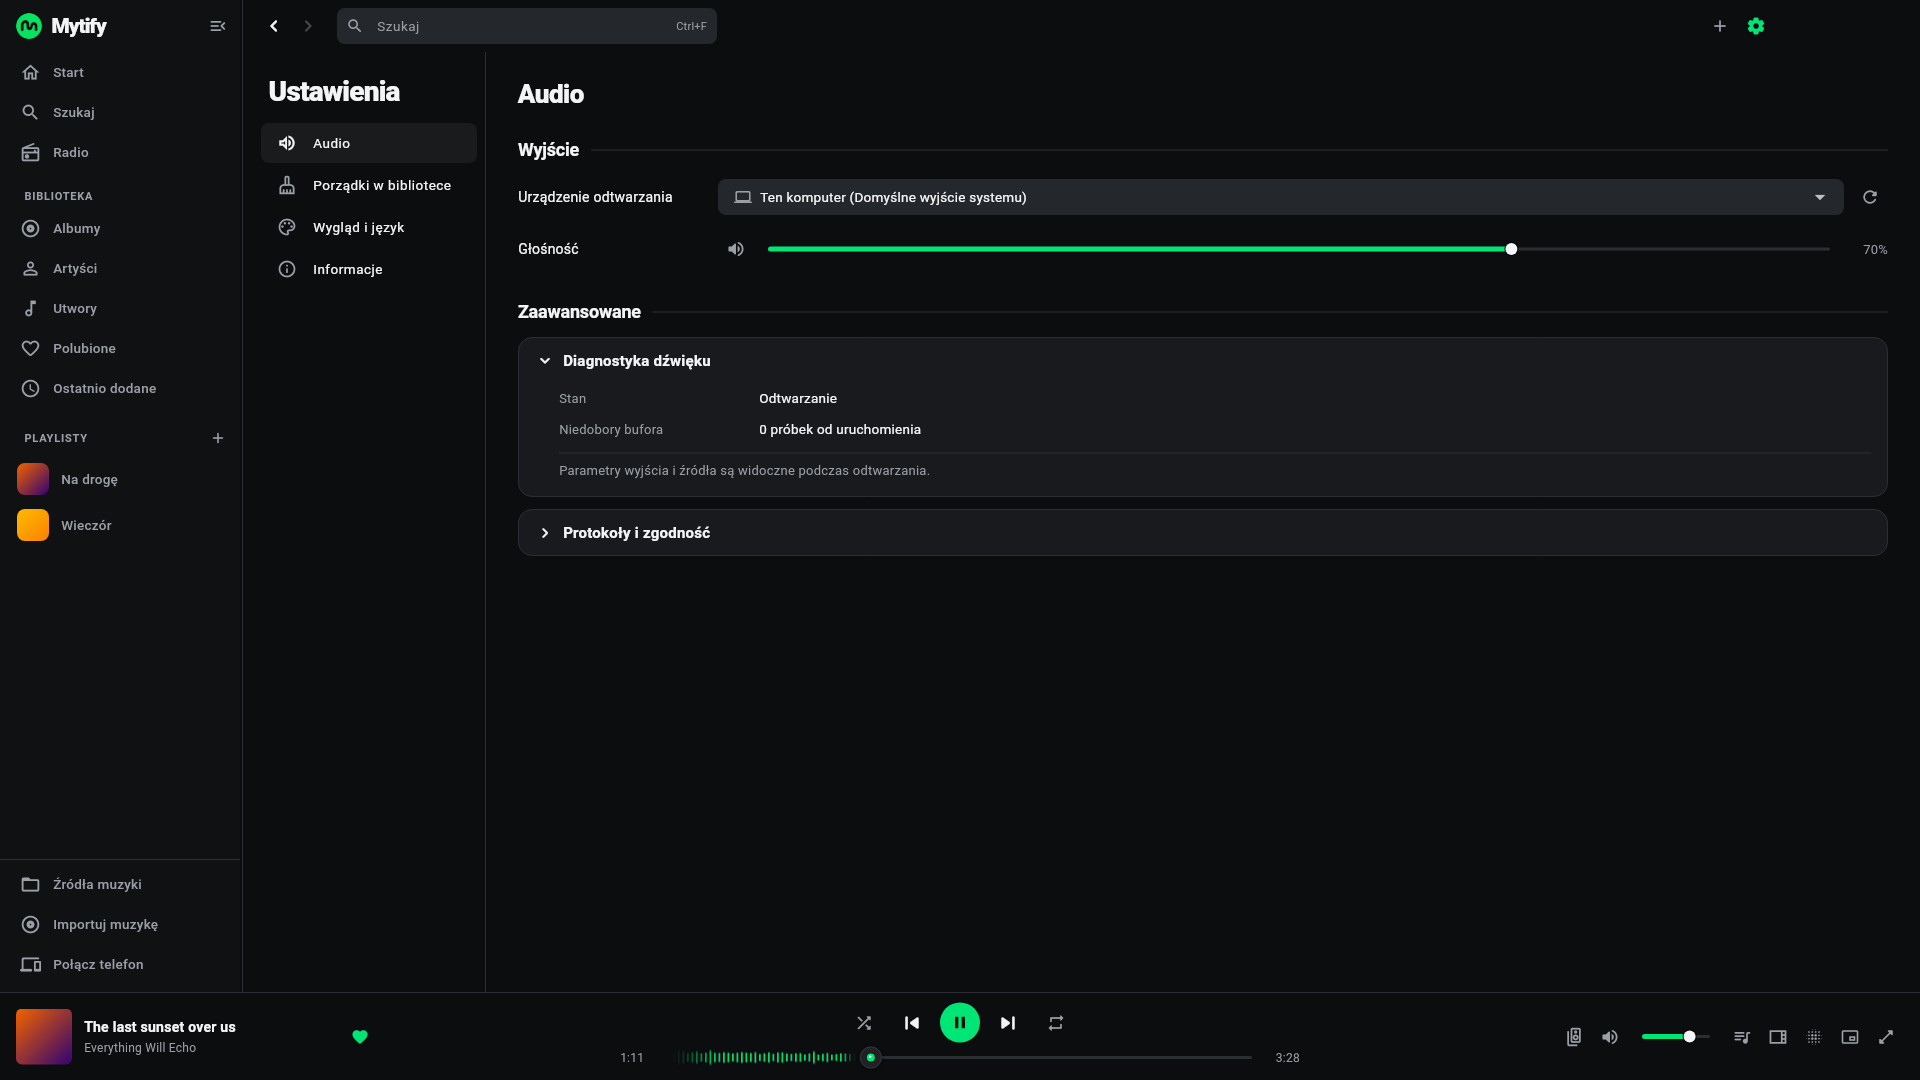 Mytify
Start
Szukaj
Radio
BIBLIOTEKA
Albumy
Artyści
Utwory
Polubione
Ostatnio dodane
PLAYLISTY
Na drogę
Wieczór
Źródła muzyki
Importuj muzykę
Połącz telefon
Szukaj Ctrl+F
Ustawienia
Audio
Porządki w bibliotece
Wygląd i język
Informacje
Audio
Wyjście
Urządzenie odtwarzania Ten komputer (Domyślne wyjście systemu)
Głośność 70%
Zaawansowane
Diagnostyka dźwięku
Stan Odtwarzanie
Niedobory bufora 0 próbek od uruchomienia
Parametry wyjścia i źródła są widoczne podczas odtwarzania.
Protokoły i zgodność
The last sunset over us
Everything Will Echo
1:11 3:28